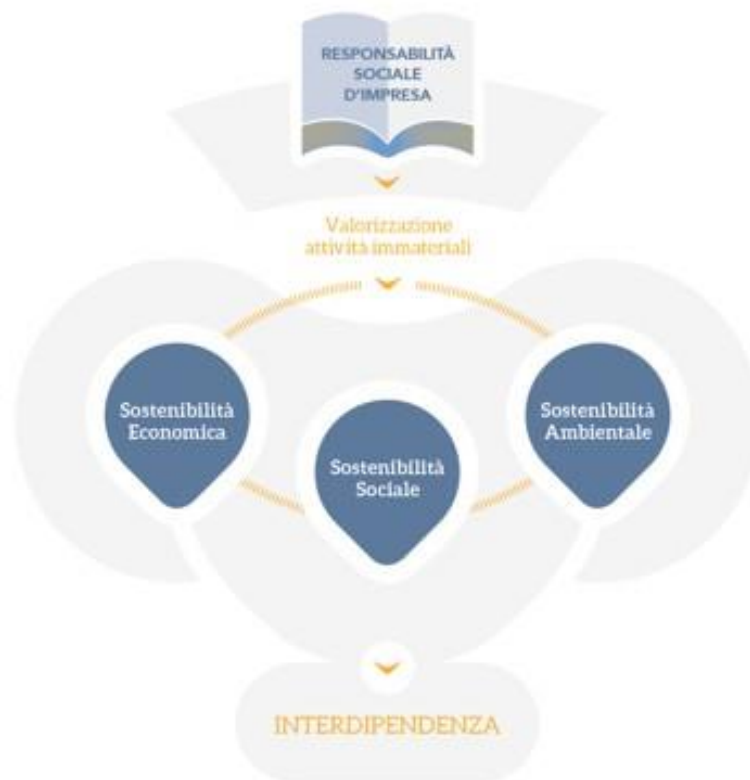 RESPONSABILITÀ
SOCIALE
D'IMPRESA
Valorizzazione
attività immateriali
Sostenibilità
Economica
Sostenibilità
Sociale
Sostenibilità
Ambientale
INTERDIPENDENZA